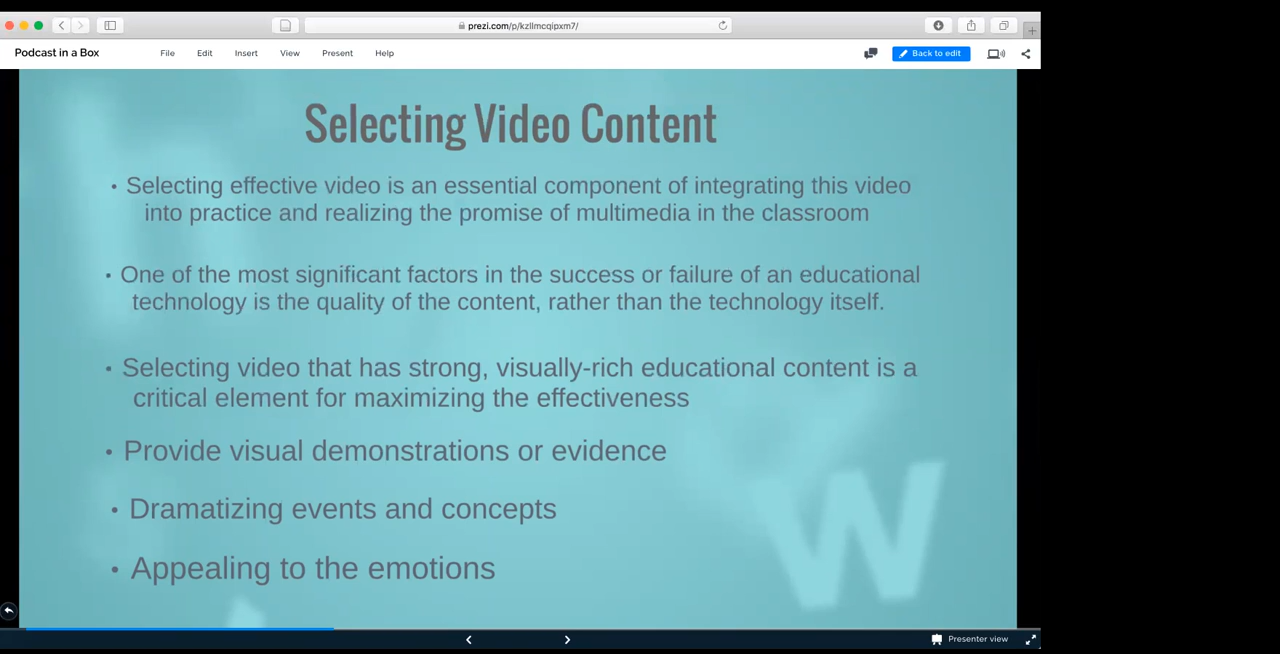 prezi.com/p/kzllmcqipxm7/
Podcast in a Box File Edit Insert View Present Help Back to edit
Selecting Video Content
• Selecting effective video is an essential component of integrating this video
into practice and realizing the promise of multimedia in the classroom
• One of the most significant factors in the success or failure of an educational
technology is the quality of the content, rather than the technology itself.
• Selecting video that has strong, visually-rich educational content is a
critical element for maximizing the effectiveness
• Provide visual demonstrations or evidence
• Dramatizing events and concepts
• Appealing to the emotions
w
Presenter view